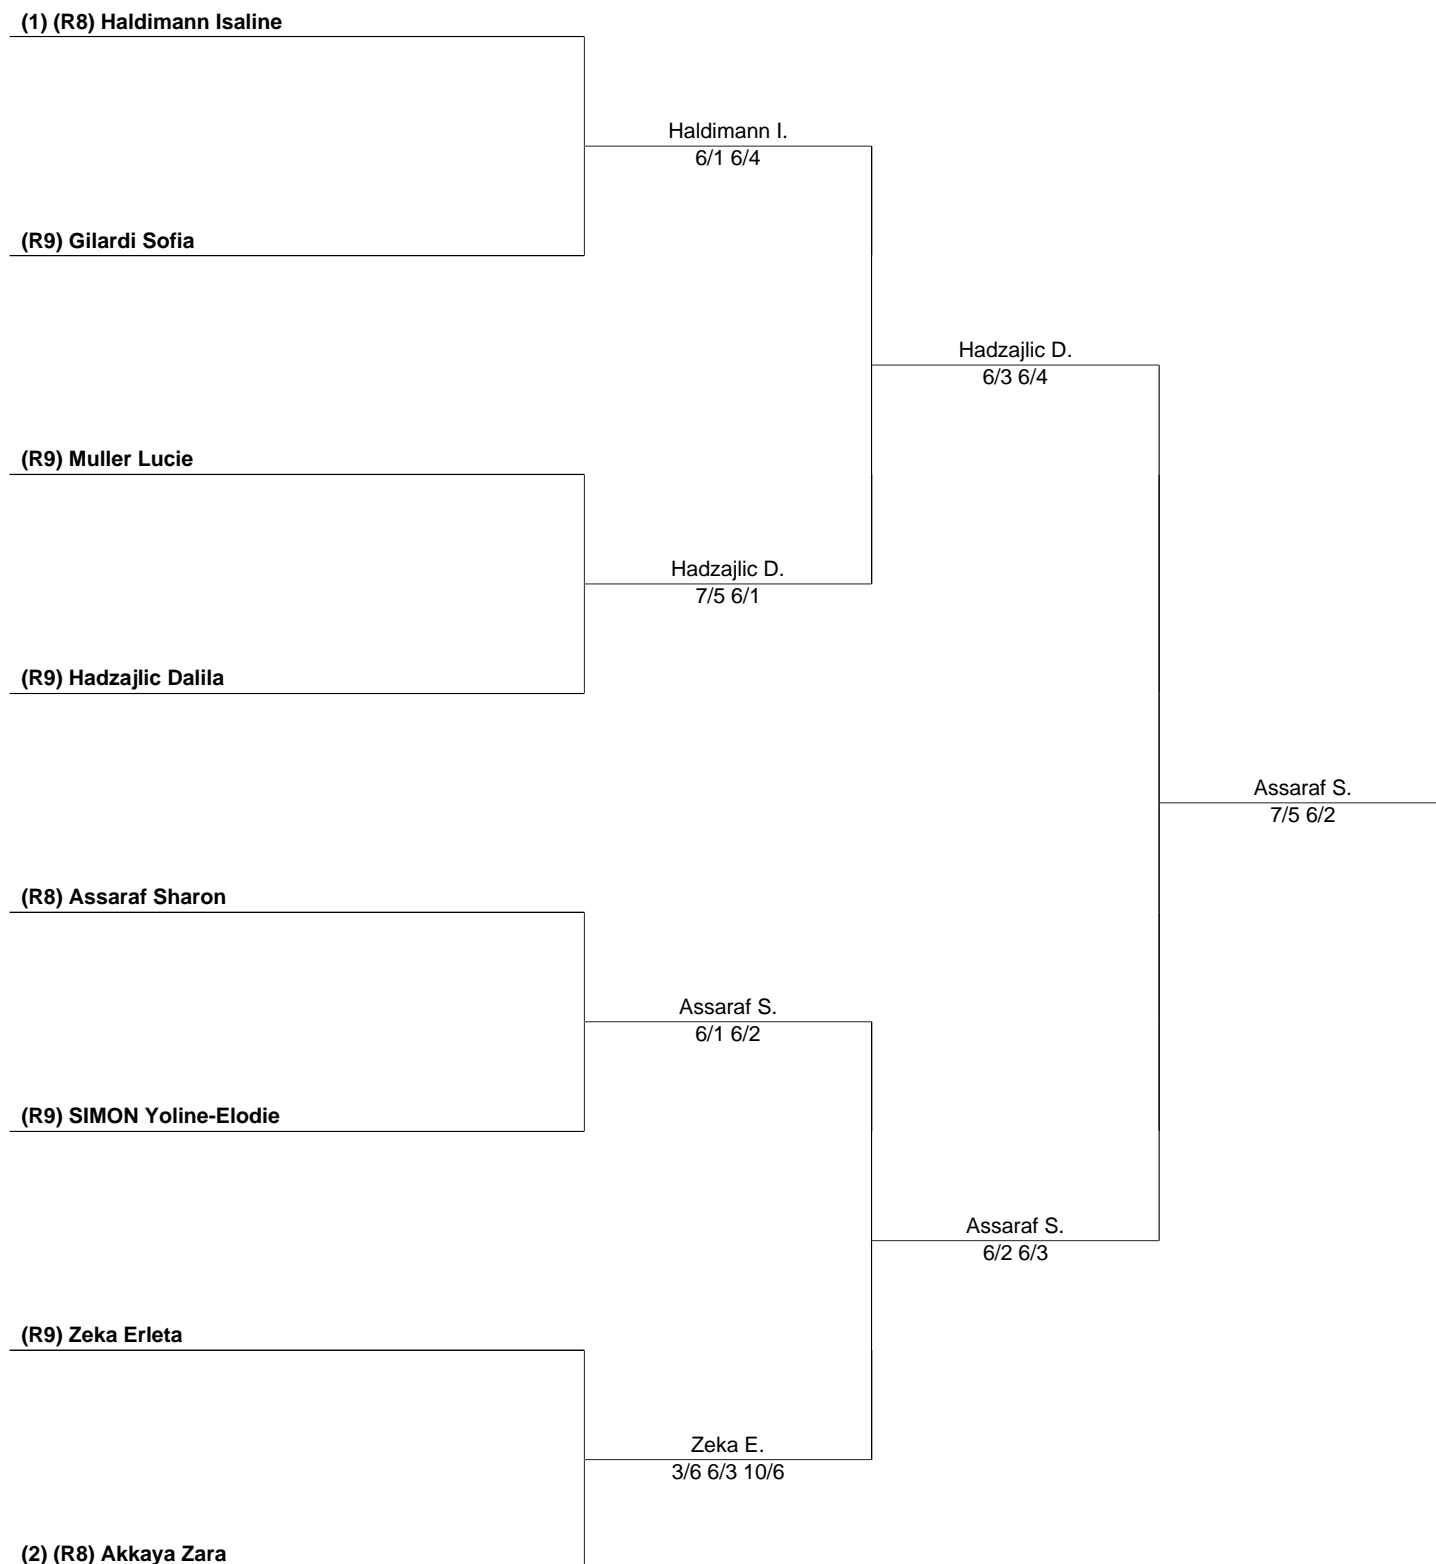 (1) (R8) Haldimann Isaline
Haldimann I.
6/1 6/4
(R9) Gilardi Sofia
Hadzajlic D.
6/3 6/4
(R9) Muller Lucie
Hadzajlic D.
7/5 6/1
(R9) Hadzajlic Dalila
Assaraf S.
7/5 6/2
(R8) Assaraf Sharon
Assaraf S.
6/1 6/2
(R9) SIMON Yoline-Elodie
Assaraf S.
6/2 6/3
(R9) Zeka Erleta
Zeka E.
3/6 6/3 10/6
(2) (R8) Akkaya Zara